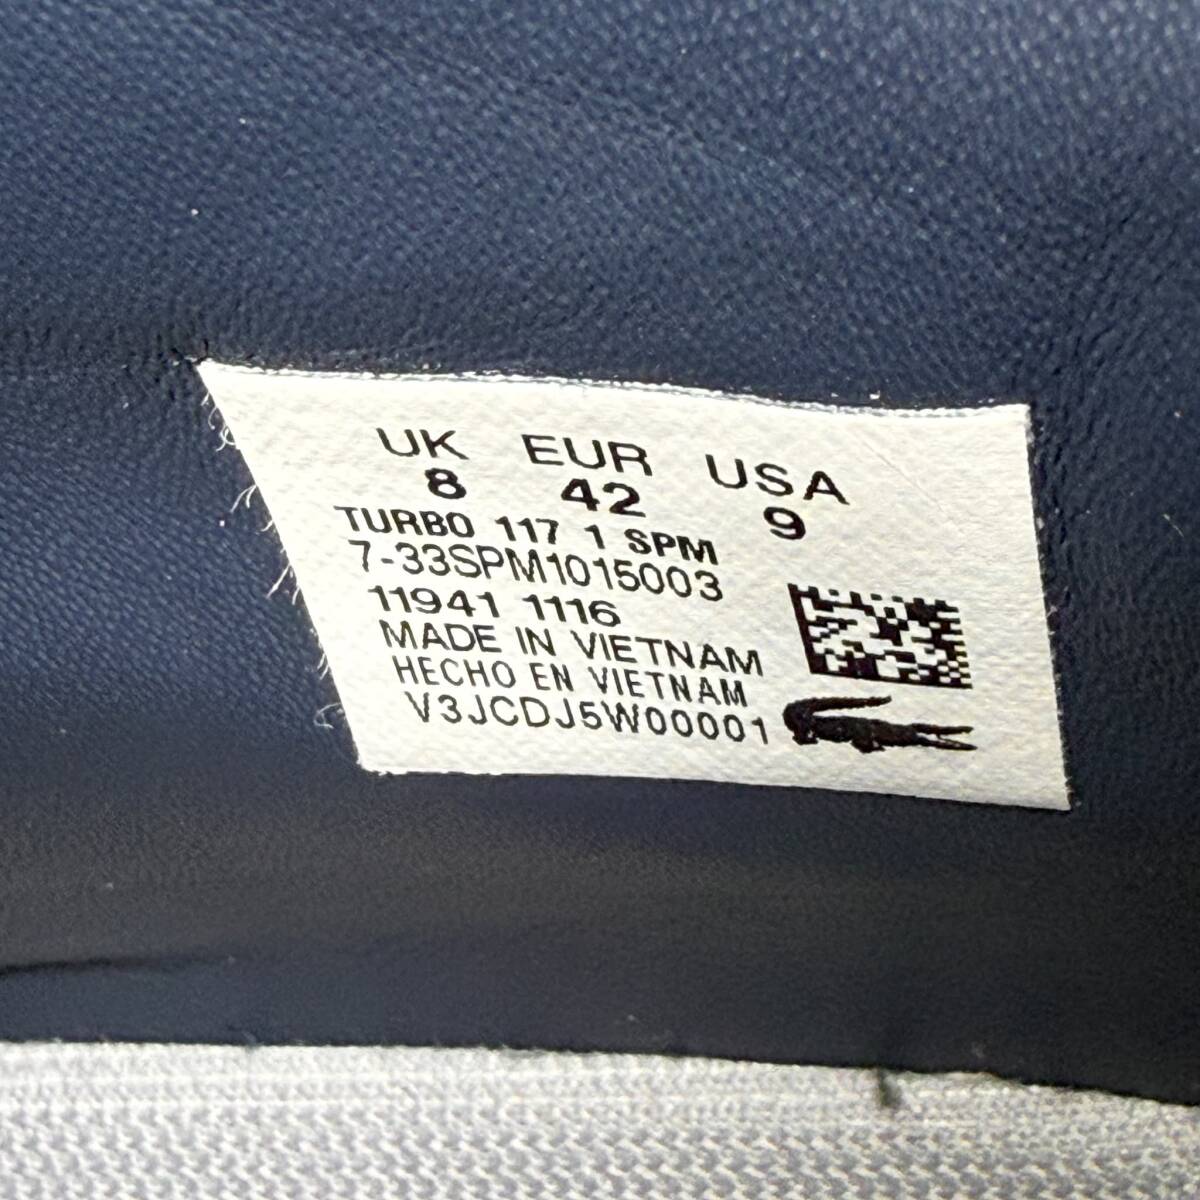 UK EUR USA
8 42 9
TURBO 117 1 SPM
7-33SPM1015003
11941 1116
MADE IN VIETNAM
HECHO EN VIETNAM
V3JCDJ5W00001